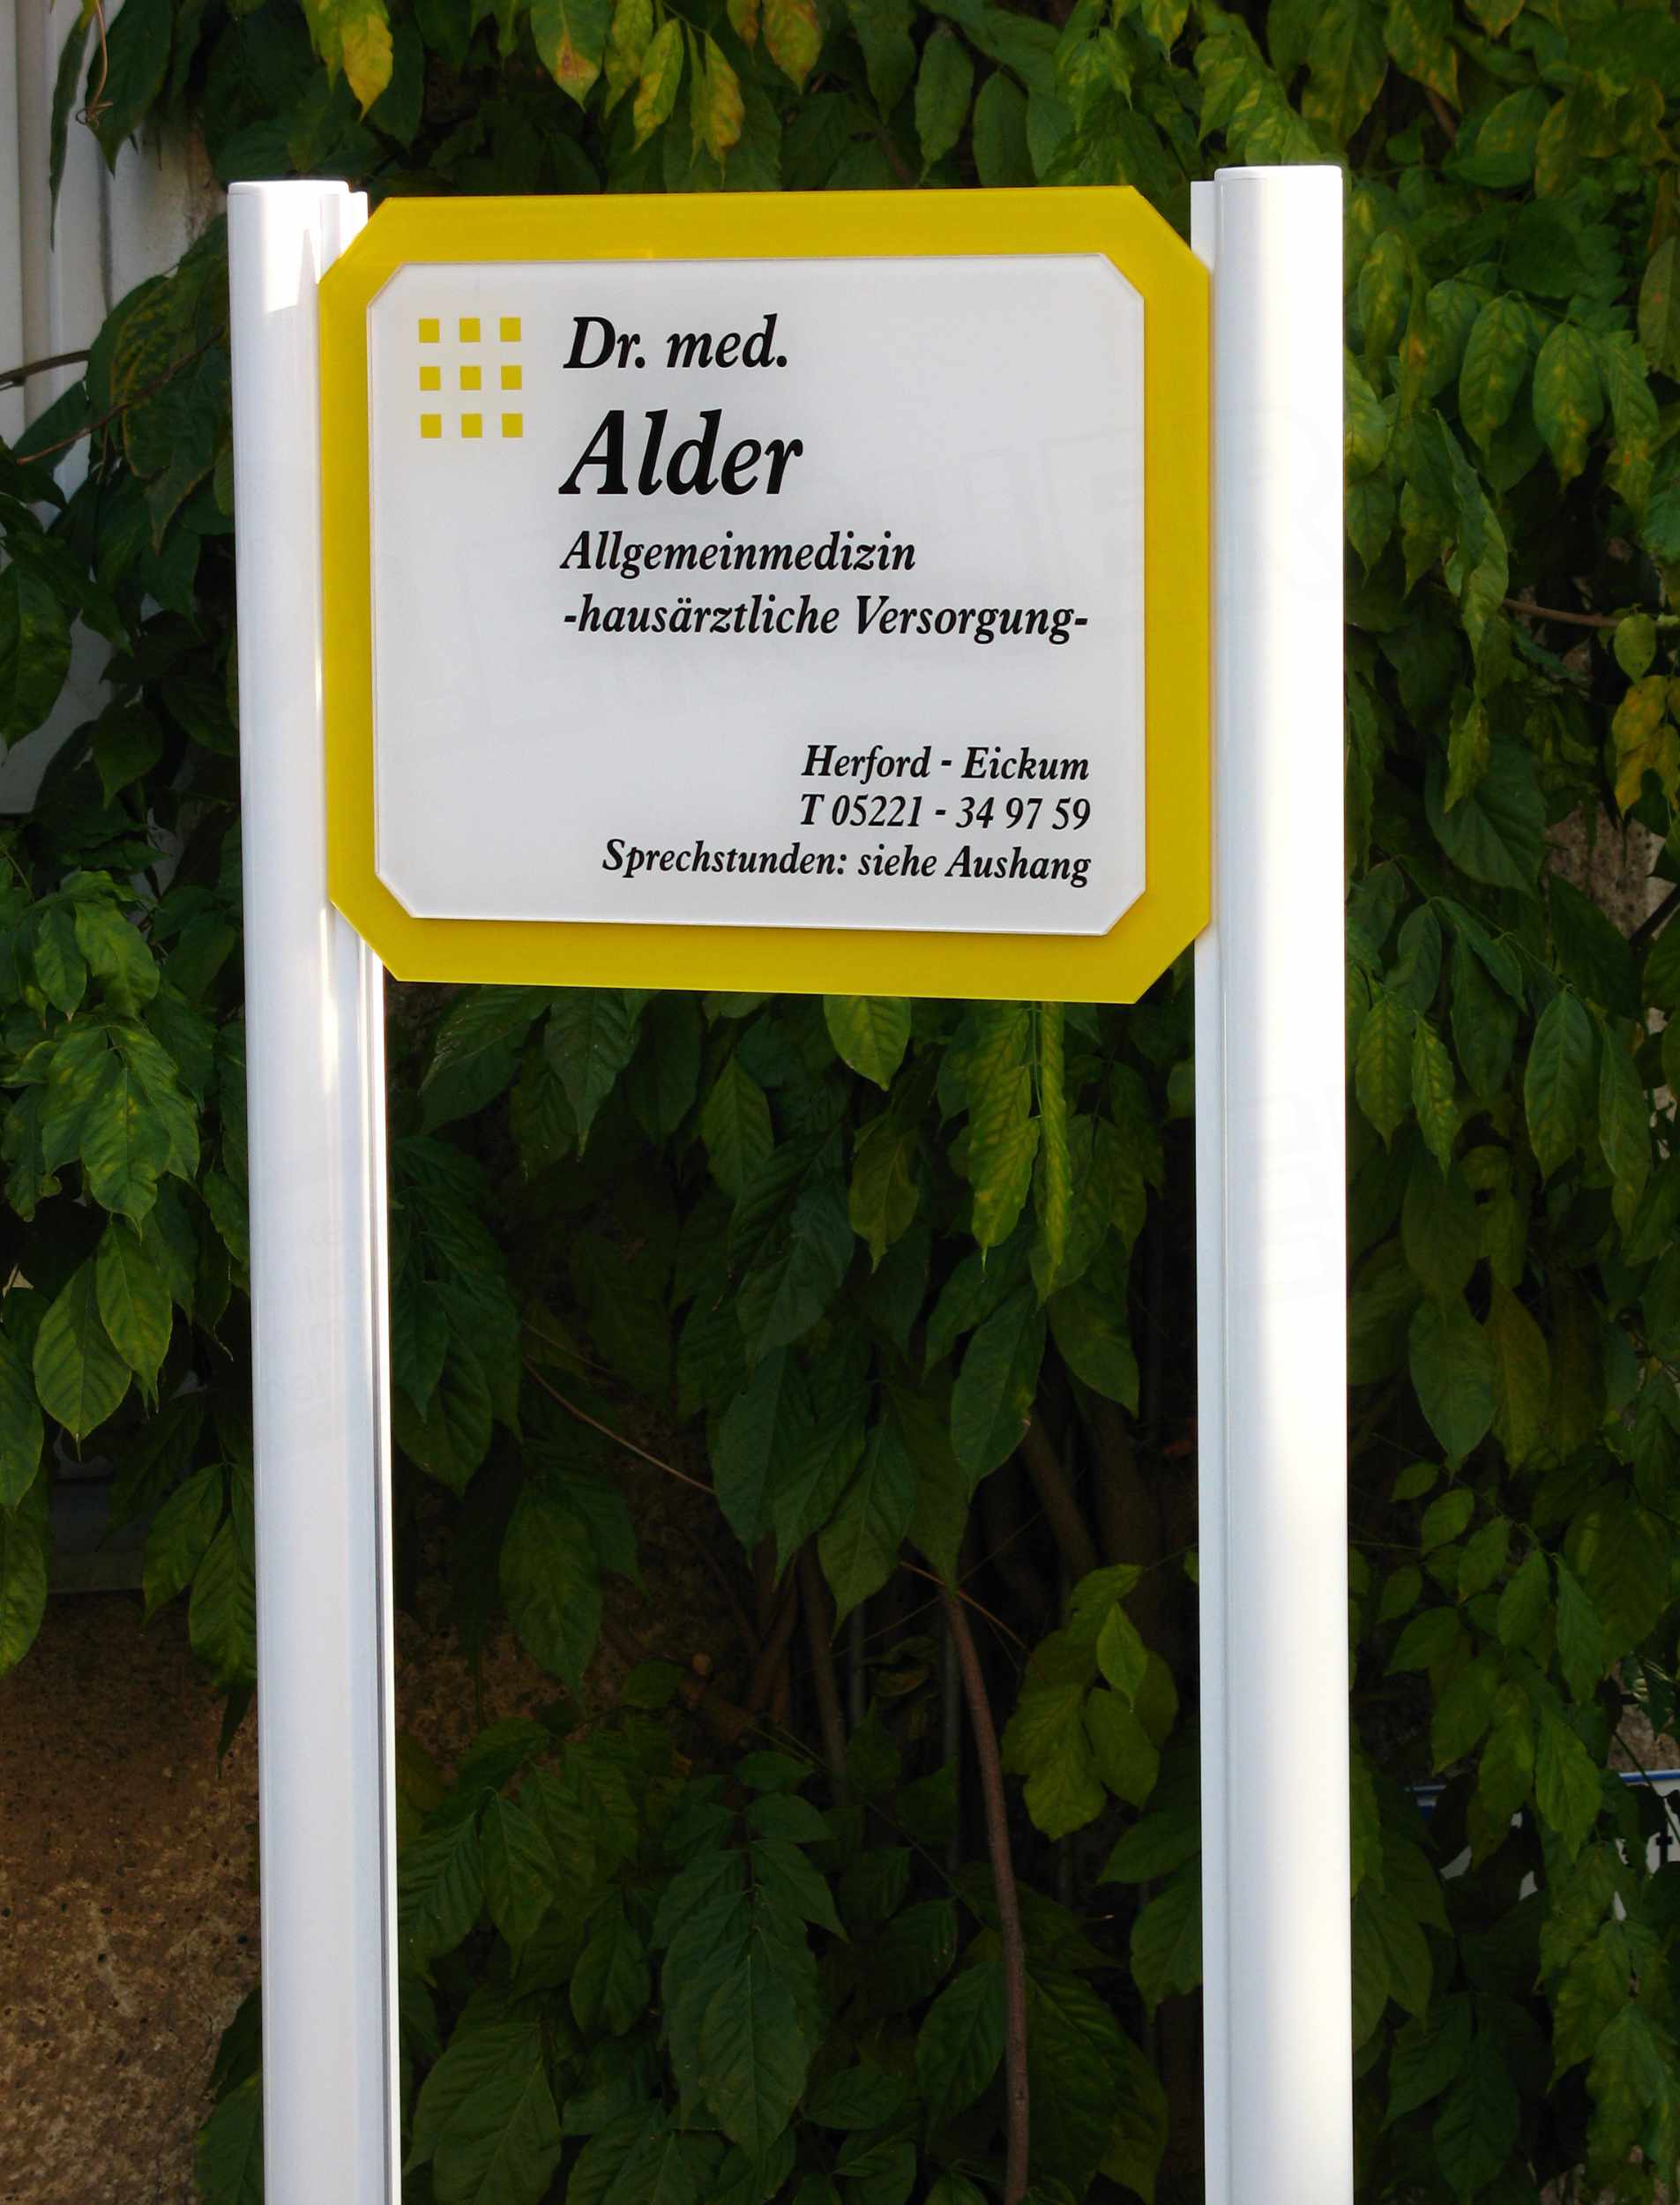 Dr. med.
Alder
Allgemeinmedizin
-hausärztliche Versorgung-
Herford - Eickum
T 05221 - 34 97 59
Sprechstunden: siehe Aushang